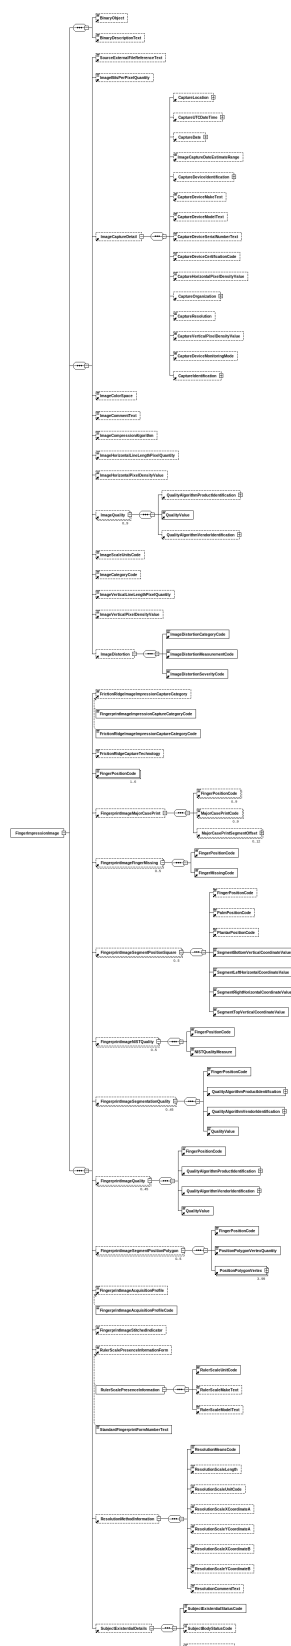 BinaryObject
BinaryDescriptionText
SourceExternalFileReferenceText
ImageBitsPerPixelQuantity
CaptureLocation
CaptureUTCDateTime
CaptureDate
ImageCaptureDateEstimateRange
CaptureDeviceIdentification
CaptureDeviceMakeText
CaptureDeviceModelText
CaptureDeviceSerialNumberText
ImageCaptureDetail
CaptureDeviceCertificationCode
CaptureHorizontalPixelDensityValue
CaptureOrganization
CaptureResolution
CaptureVerticalPixelDensityValue
CaptureDeviceMonitoringMode
CaptureIdentification
ImageColorSpace
ImageCommentText
ImageCompressionAlgorithm
ImageHorizontalLineLengthPixelQuantity
ImageHorizontalPixelDensityValue
QualityAlgorithmProductIdentification
ImageQuality
QualityValue
QualityAlgorithmVendorIdentification
ImageScaleUnitsCode
ImageCategoryCode
ImageVerticalLineLengthPixelQuantity
ImageVerticalPixelDensityValue
ImageDistortionCategoryCode
ImageDistortion
ImageDistortionMeasurementCode
ImageDistortionSeverityCode
FrictionRidgeImageImpressionCaptureCategory
FingerprintImageImpressionCaptureCategoryCode
FrictionRidgeImageImpressionCaptureCategoryCode
FrictionRidgeCaptureTechnology
FingerPositionCode
FingerPositionCode
FingerprintImageMajorCasePrint
MajorCasePrintCode
FingerImpressionImage
MajorCasePrintSegmentOffset
FingerPositionCode
FingerprintImageFingerMissing
FingerMissingCode
FingerPositionCode
PalmPositionCode
PlantarPositionCode
FingerprintImageSegmentPositionSquare
SegmentBottomVerticalCoordinateValue
SegmentLeftHorizontalCoordinateValue
SegmentRightHorizontalCoordinateValue
SegmentTopVerticalCoordinateValue
FingerPositionCode
FingerprintImageNISTQuality
NISTQualityMeasure
FingerPositionCode
QualityAlgorithmProductIdentification
FingerprintImageSegmentationQuality
QualityAlgorithmVendorIdentification
QualityValue
FingerPositionCode
QualityAlgorithmProductIdentification
FingerprintImageQuality
QualityAlgorithmVendorIdentification
QualityValue
FingerPositionCode
FingerprintImageSegmentPositionPolygon
PositionPolygonVertexQuantity
PositionPolygonVertex
FingerprintImageAcquisitionProfile
FingerprintImageAcquisitionProfileCode
FingerprintImageStitchedIndicator
RulerScalePresenceInformationForm
RulerScaleUnitCode
RulerScalePresenceInformation
RulerScaleMakeText
RulerScaleModelText
StandardFingerprintFormNumberText
ResolutionMeansCode
ResolutionScaleLength
ResolutionScaleUnitCode
ResolutionScaleXCoordinateA
ResolutionMethodInformation
ResolutionScaleYCoordinateA
ResolutionScaleXCoordinateB
ResolutionScaleYCoordinateB
ResolutionCommentText
SubjectExistentialStatusCode
SubjectExistentialDetails
SubjectBodyStatusCode